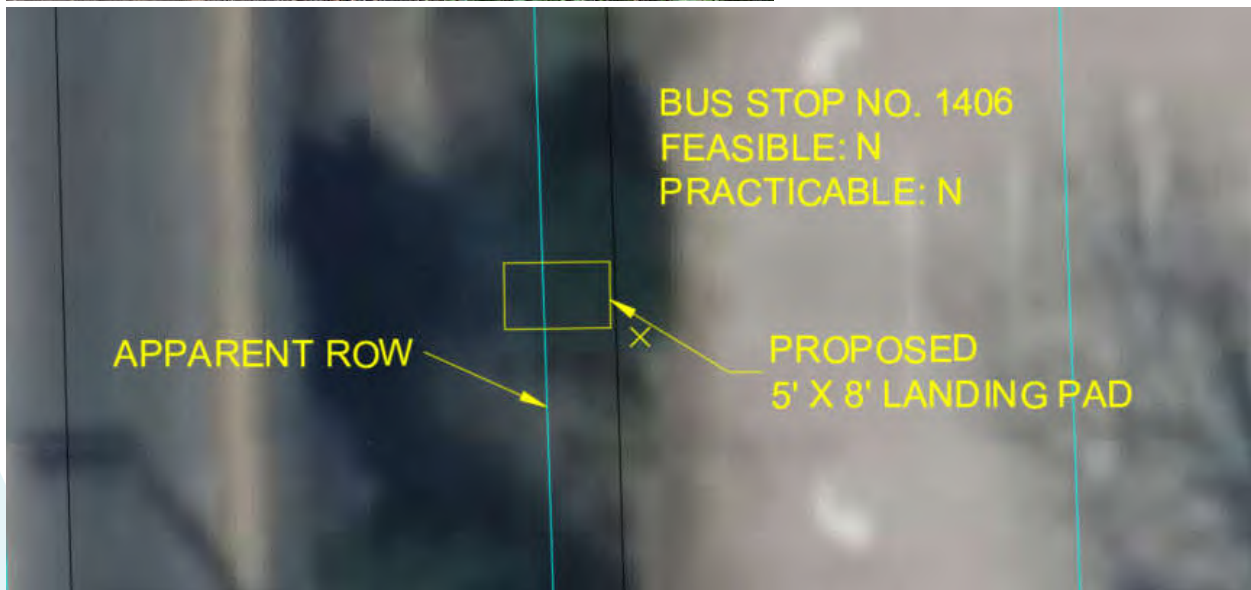 BUS STOP NO. 1406
FEASIBLE: N
PRACTICABLE: N
APPARENT ROW
PROPOSED
5' X 8' LANDING PAD